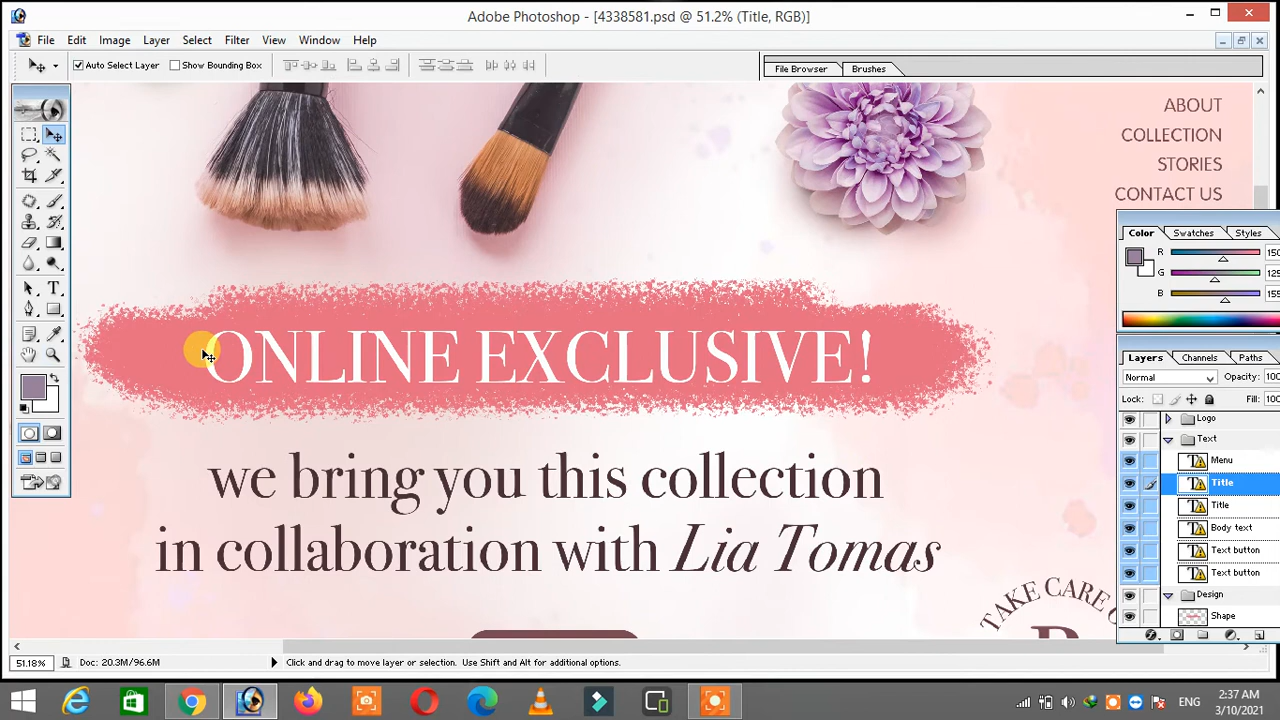 Adobe Photoshop - [4338581.psd @ 51.2% (Title, RGB)]
File Edit Image Layer Select Filter View Window Help
Auto Select Layer Show Bounding Box
File Browser Brushes
ABOUT
COLLECTION
STORIES
CONTACT US
Color Swatches Styles
R 150
G 125
B 155
ONLINE EXCLUSIVE!
we bring you this collection
in collaboration with Lia Tomas
TAKE CARE
Layers Channels Paths
Normal Opacity: 100
Lock: Fill: 100
Logo
Text
Menu
Title
Title
Body text
Text button
Text button
Design
Shape
51.18% Doc: 20.3M/96.6M Click and drag to move layer or selection. Use Shift and Alt for additional options.
ENG
2:37 AM
3/10/2021